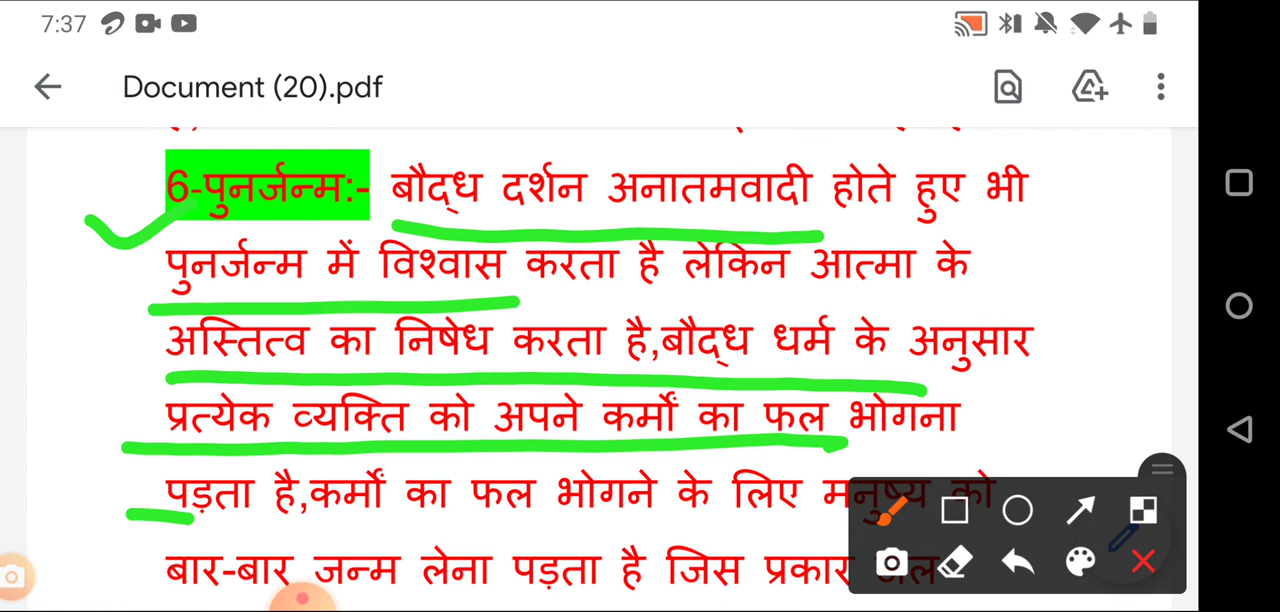 7:37
Document (20).pdf
6-पुनर्जन्म:- बौद्ध दर्शन अनातमवादी होते हुए भी
पुनर्जन्म में विश्वास करता है लेकिन आत्मा के
अस्तित्व का निषेध करता है,बौद्ध धर्म के अनुसार
प्रत्येक व्यक्ति को अपने कर्मो का फल भोगना
पड़ता है,कर्मो का फल भोगने के लिए मनुष्य को
बार-बार जन्म लेना पड़ता है जिस प्रकार